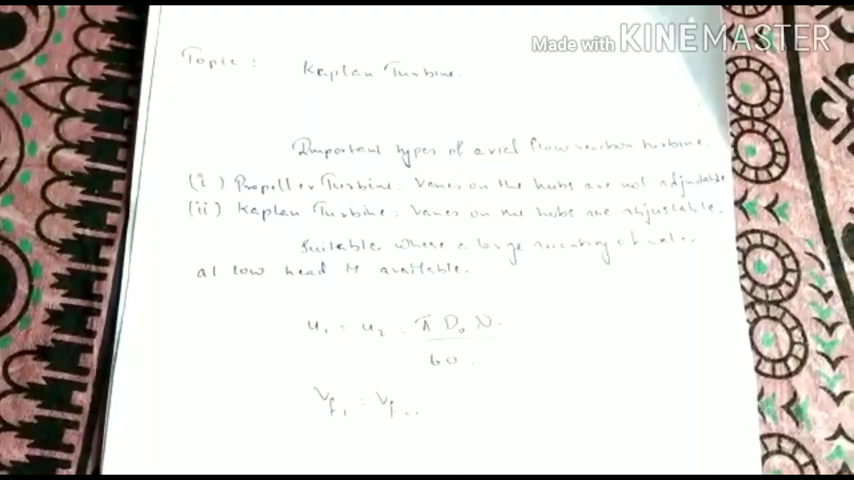 Made with KINEMASTER
Topic : Kaplan Turbine.
Important types of axial flow reaction turbine.
(i) Propeller Turbine : Vanes on the hubs are not adjustable
(ii) Kaplan Turbine : Vanes on the hubs are adjustable.
Suitable where a large quantity of water
at low head is available.
u₁ = u₂ = π D₀ N
60
Vf₁ = Vf₂